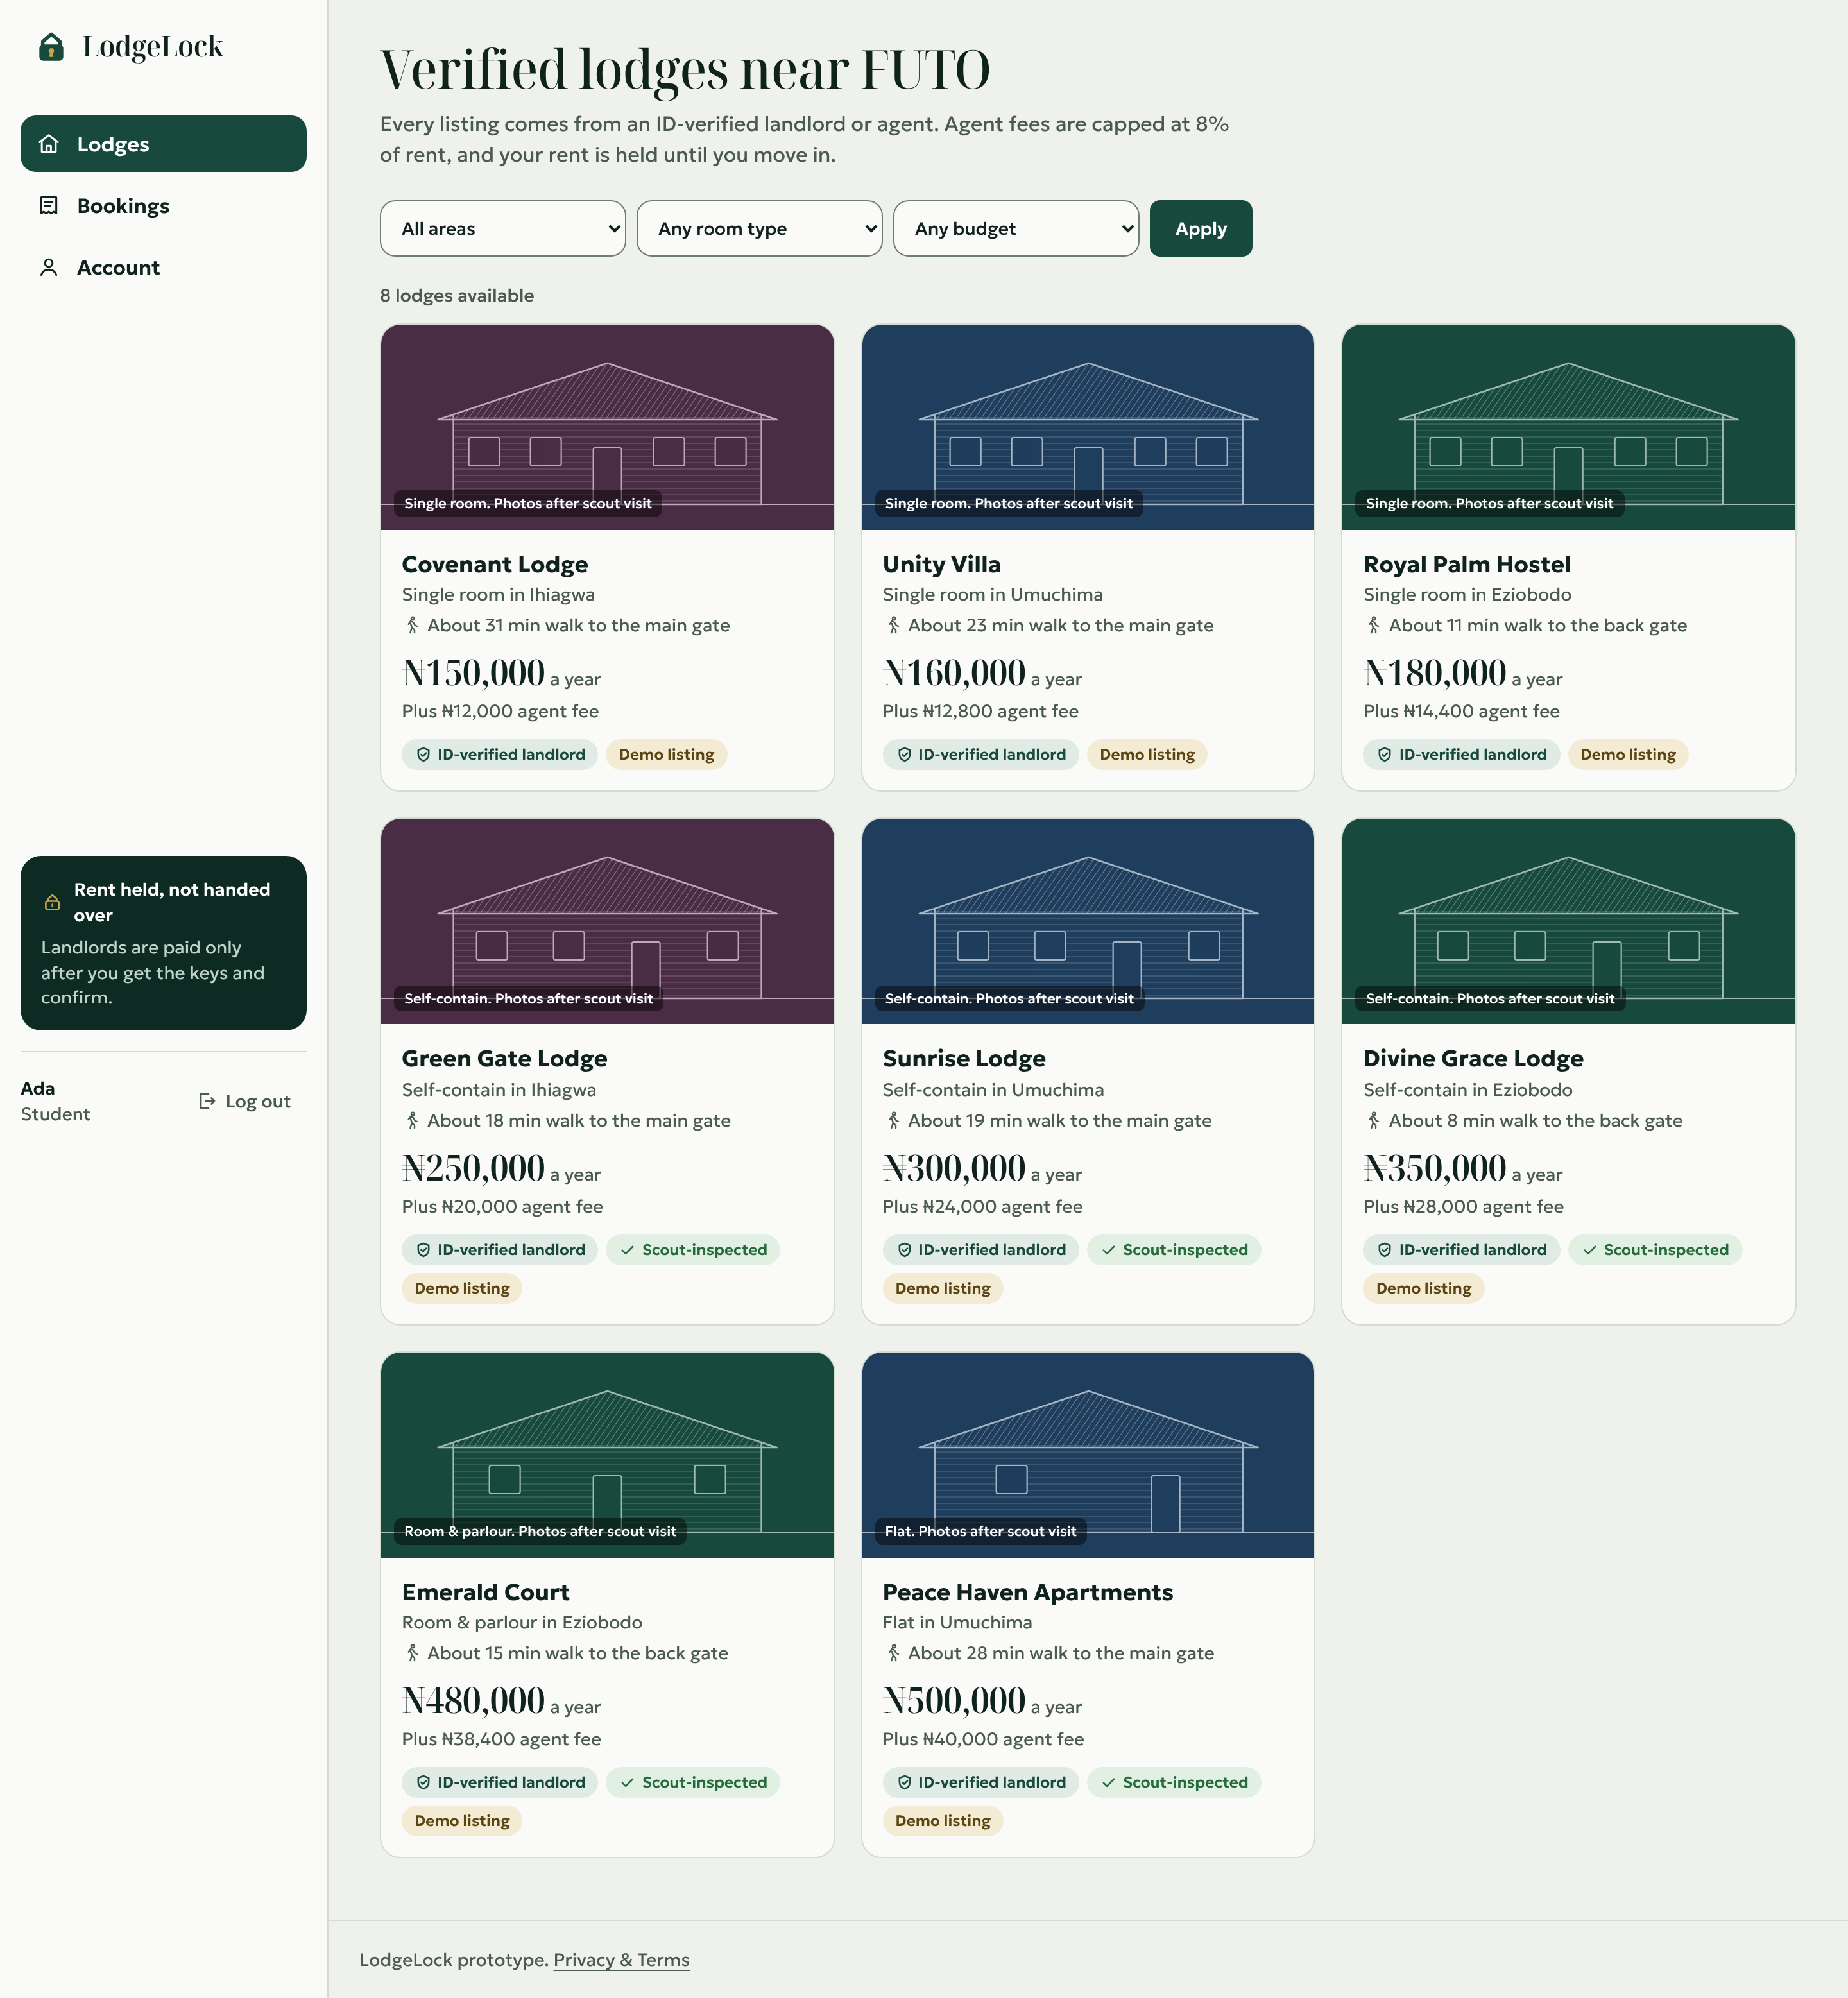 LodgeLock
Lodges
Bookings
Account
Rent held, not handed
over
Landlords are paid only
after you get the keys and
confirm.
Ada
Student
Log out
Verified lodges near FUTO
Every listing comes from an ID-verified landlord or agent. Agent fees are capped at 8%
of rent, and your rent is held until you move in.
All areas
Any room type
Any budget
Apply
8 lodges available
Single room. Photos after scout visit
Covenant Lodge
Single room in Ihiagwa
About 31 min walk to the main gate
₦150,000 a year
Plus ₦12,000 agent fee
ID-verified landlord
Demo listing
Single room. Photos after scout visit
Unity Villa
Single room in Umuchima
About 23 min walk to the main gate
₦160,000 a year
Plus ₦12,800 agent fee
ID-verified landlord
Demo listing
Single room. Photos after scout visit
Royal Palm Hostel
Single room in Eziobodo
About 11 min walk to the back gate
₦180,000 a year
Plus ₦14,400 agent fee
ID-verified landlord
Demo listing
Self-contain. Photos after scout visit
Green Gate Lodge
Self-contain in Ihiagwa
About 18 min walk to the main gate
₦250,000 a year
Plus ₦20,000 agent fee
ID-verified landlord
Scout-inspected
Demo listing
Self-contain. Photos after scout visit
Sunrise Lodge
Self-contain in Umuchima
About 19 min walk to the main gate
₦300,000 a year
Plus ₦24,000 agent fee
ID-verified landlord
Scout-inspected
Demo listing
Self-contain. Photos after scout visit
Divine Grace Lodge
Self-contain in Eziobodo
About 8 min walk to the back gate
₦350,000 a year
Plus ₦28,000 agent fee
ID-verified landlord
Scout-inspected
Demo listing
Room & parlour. Photos after scout visit
Emerald Court
Room & parlour in Eziobodo
About 15 min walk to the back gate
₦480,000 a year
Plus ₦38,400 agent fee
ID-verified landlord
Scout-inspected
Demo listing
Flat. Photos after scout visit
Peace Haven Apartments
Flat in Umuchima
About 28 min walk to the main gate
₦500,000 a year
Plus ₦40,000 agent fee
ID-verified landlord
Scout-inspected
Demo listing
LodgeLock prototype. Privacy & Terms